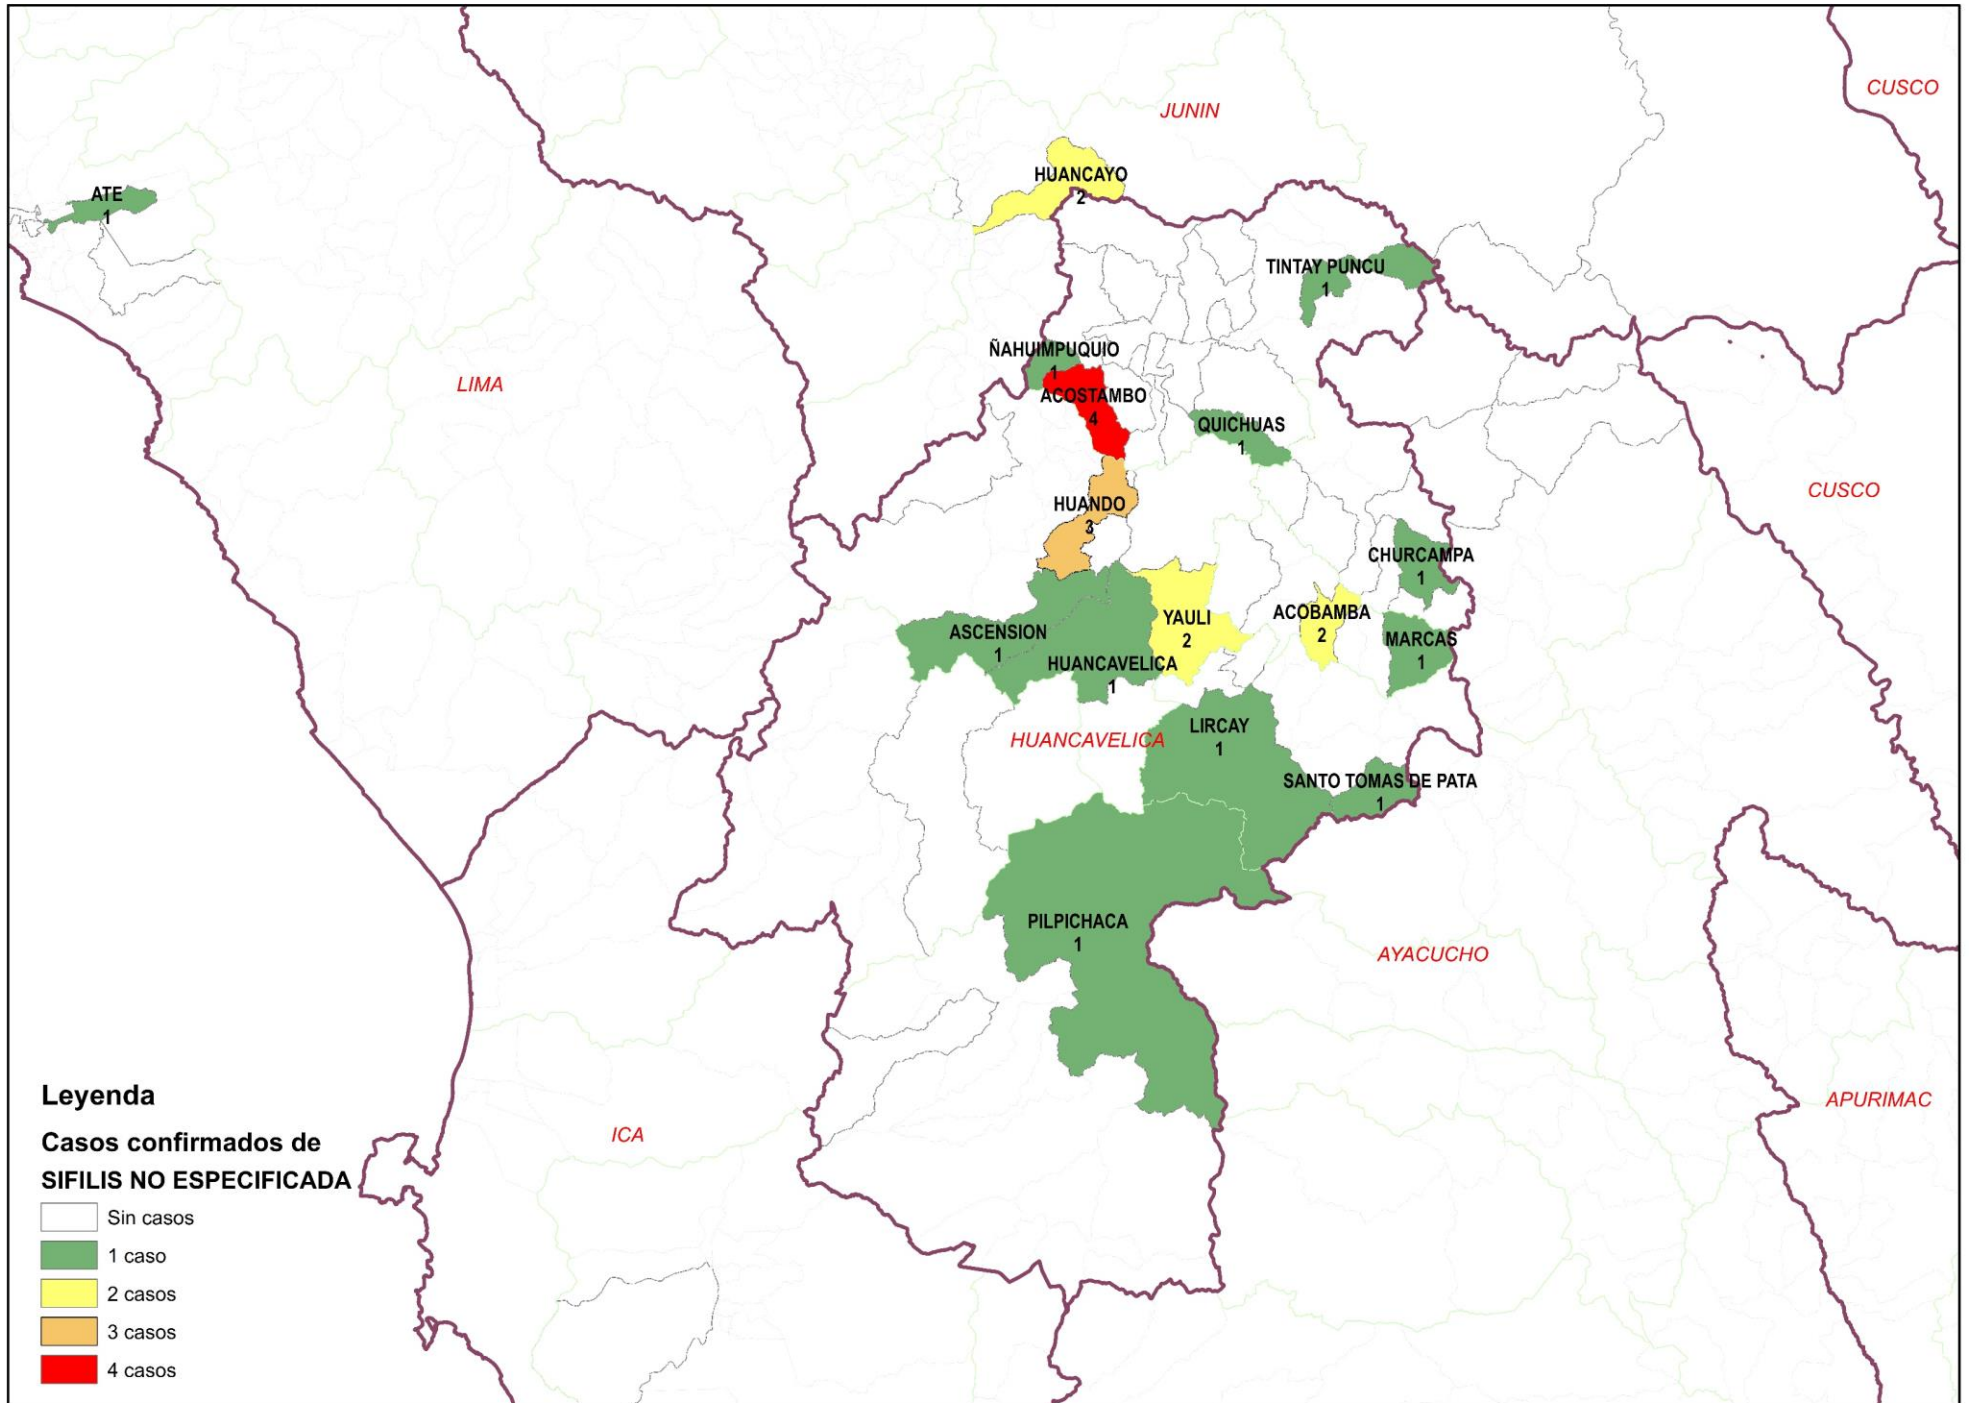 CUSCO
JUNIN
HUANCAYO
2
ATE
1
TINTAY PUNCU
1
ÑAHUIMPUQUIO
1
LIMA
ACOSTAMBO
4
QUICHUAS
1
CUSCO
HUANDO
3
CHURCAMPA
1
ASCENSION
1
YAULI
2
ACOBAMBA
2
MARCAS
1
HUANCAVELICA
1
HUANCAVELICA
LIRCAY
1
SANTO TOMAS DE PATA
1
PILPICHACA
1
AYACUCHO
ICA
APURIMAC
Leyenda
Casos confirmados de
SIFILIS NO ESPECIFICADA
Sin casos
1 caso
2 casos
3 casos
4 casos